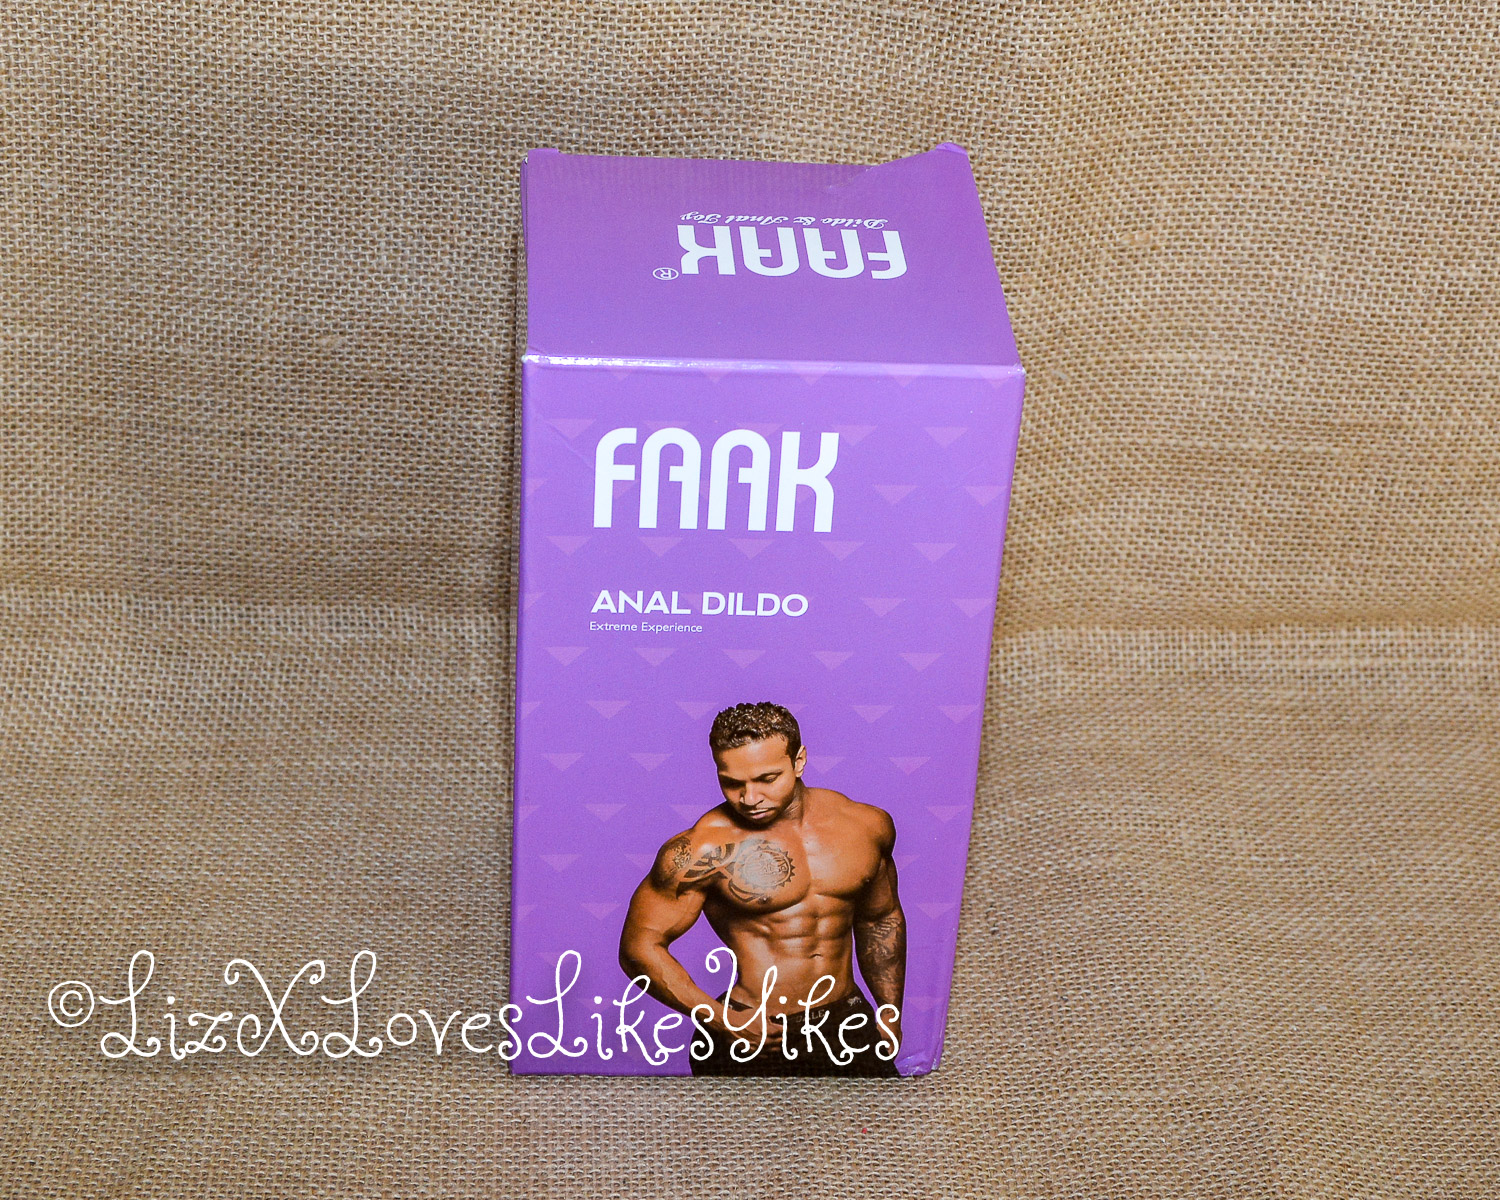 Dildo & Anal Toy
FAAK®
FAAK
ANAL DILDO
Extreme Experience
©LizXLovesLikesYikes